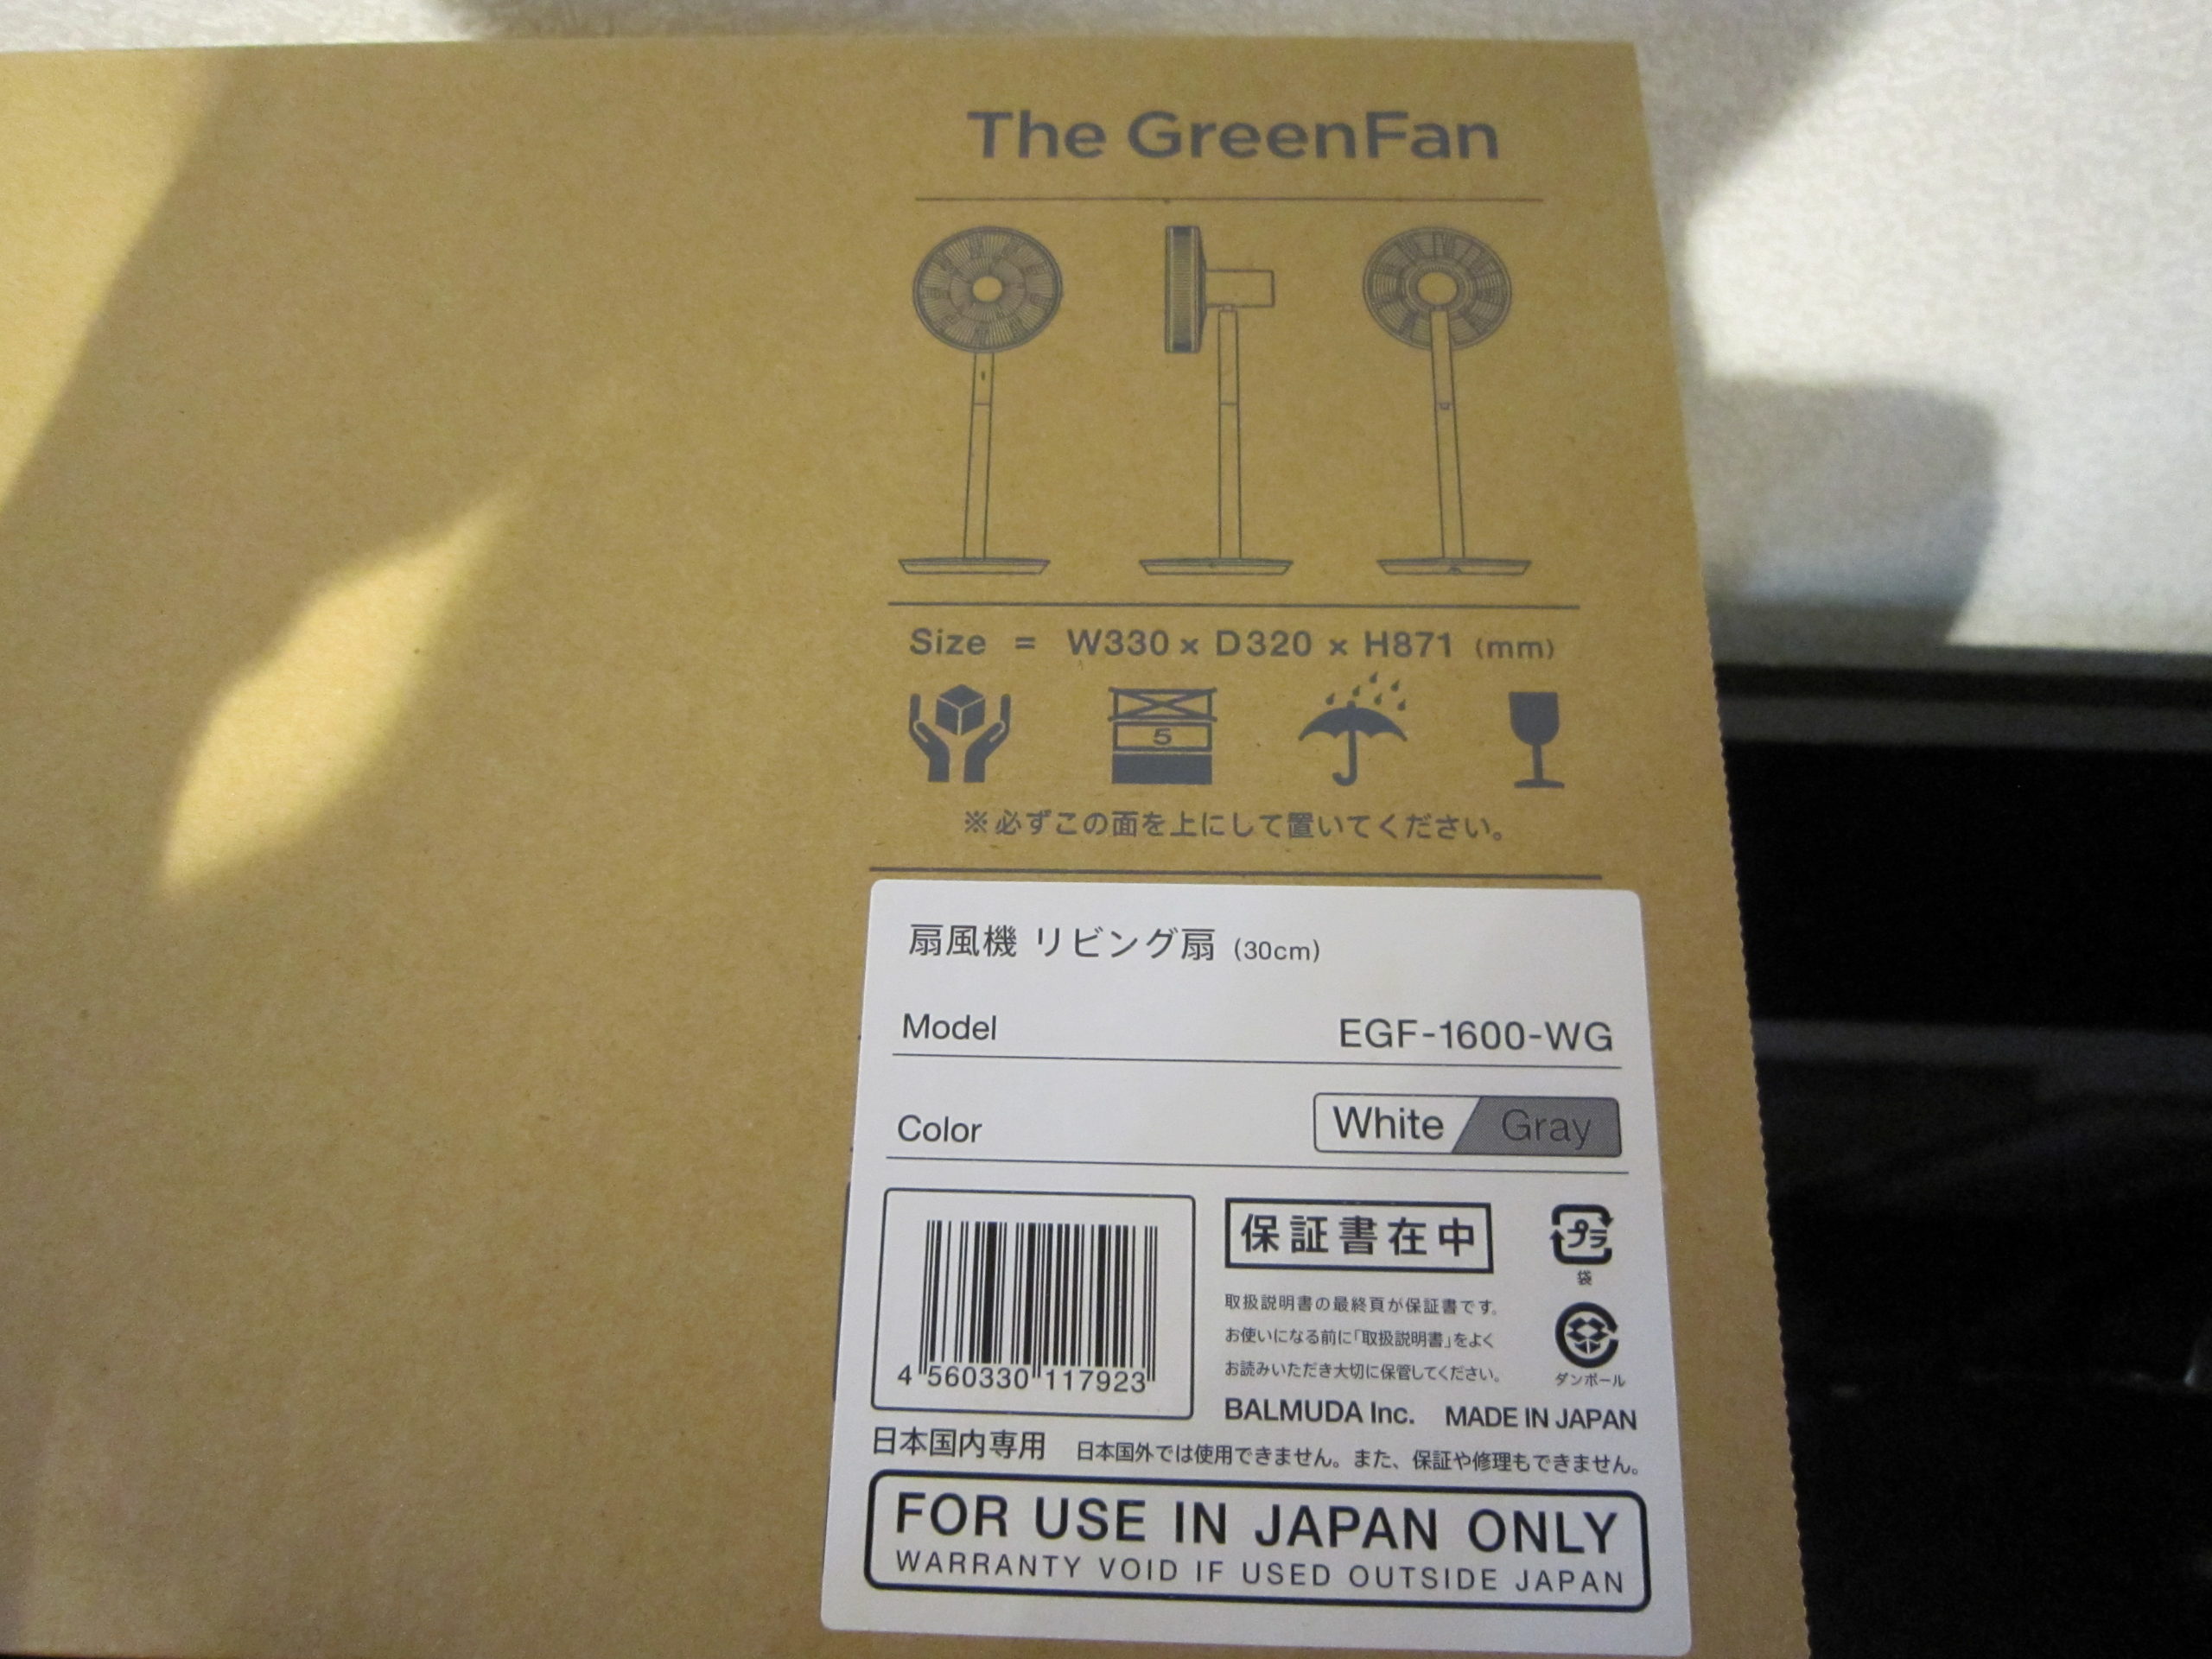 The GreenFan
Size = W330 × D320 × H871 (mm)
5
※必ずこの面を上にして置いてください。
扇風機 リビング扇 (30cm)
Model EGF-1600-WG
Color White Gray
保証書在中
プラ
袋
取扱説明書の最終頁が保証書です。
お使いになる前に「取扱説明書」をよく
お読みいただき大切に保管してください。
ダンボール
4 560330 117923
BALMUDA Inc. MADE IN JAPAN
日本国内専用 日本国外では使用できません。また、保証や修理もできません。
FOR USE IN JAPAN ONLY
WARRANTY VOID IF USED OUTSIDE JAPAN